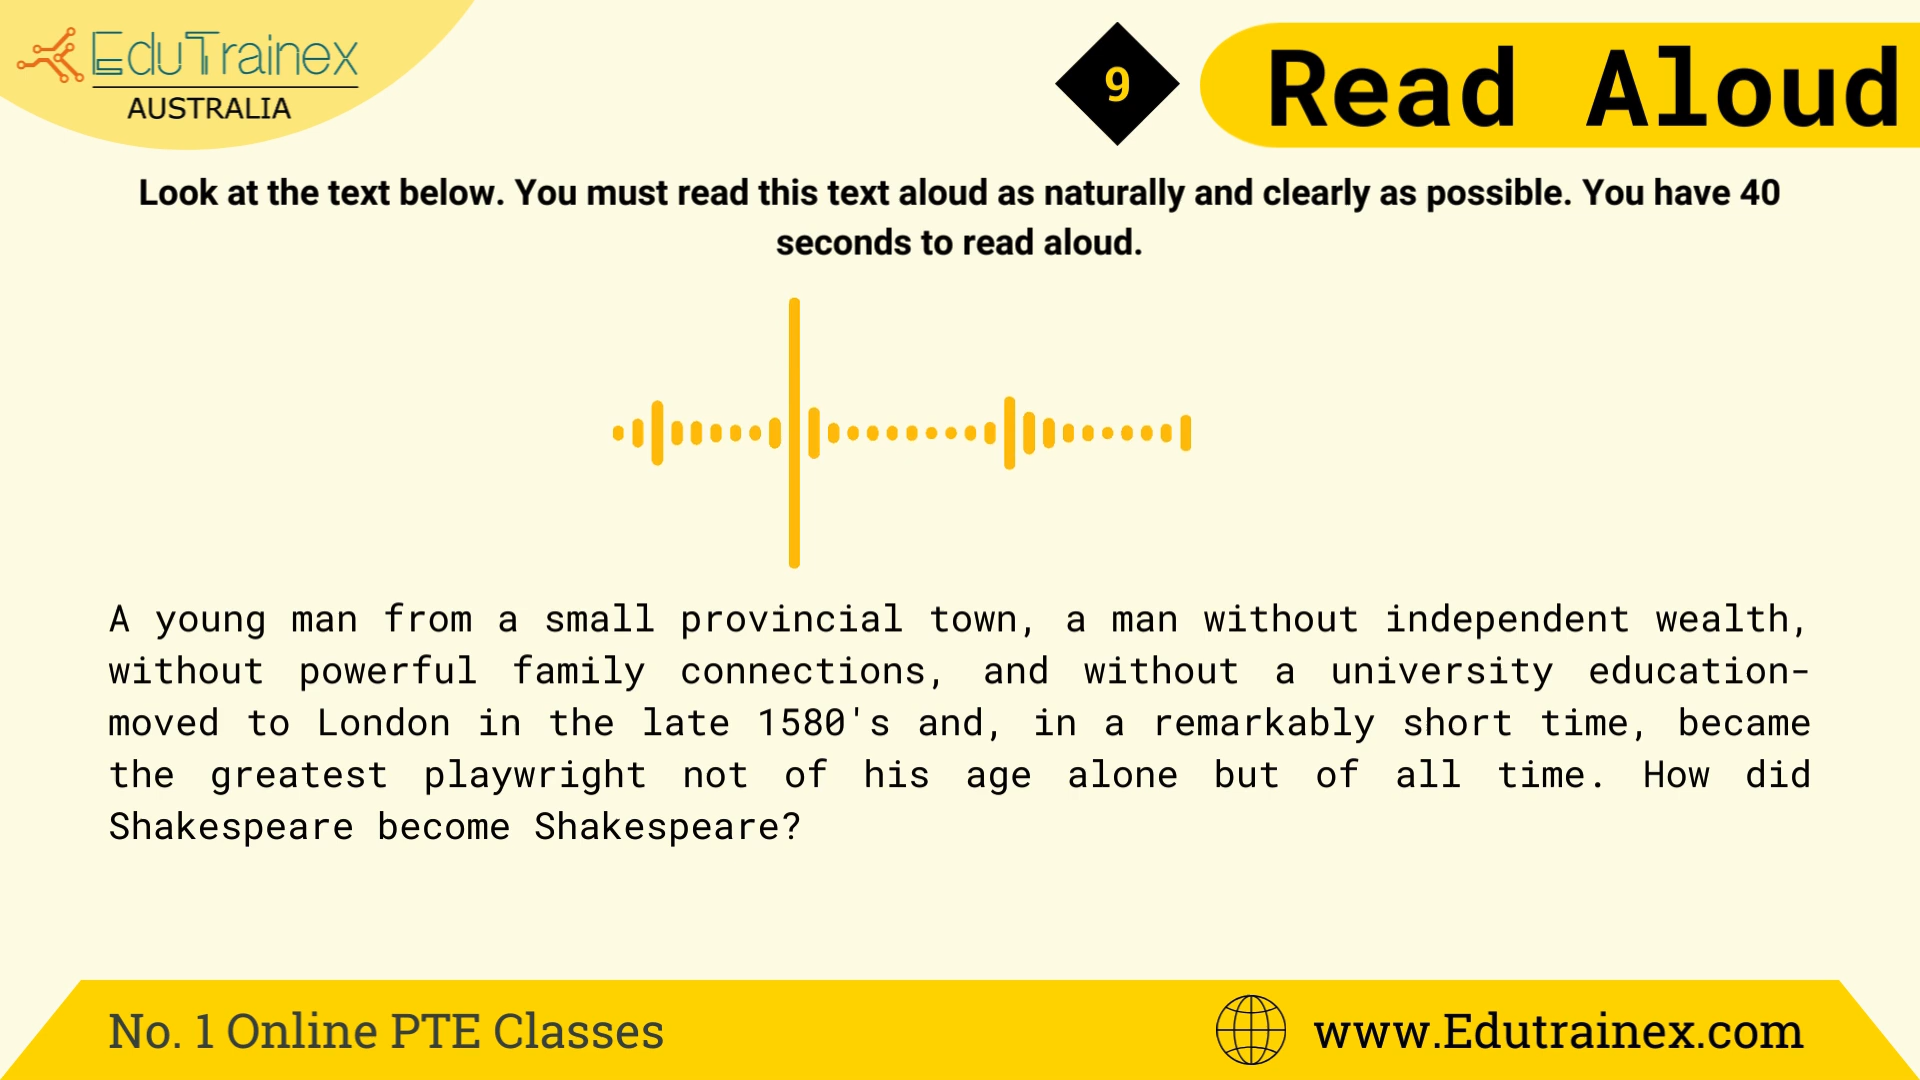 EduTrainex
AUSTRALIA
9
Read Aloud
Look at the text below. You must read this text aloud as naturally and clearly as possible. You have 40
seconds to read aloud.
A young man from a small provincial town, a man without independent wealth,
without powerful family connections, and without a university education-
moved to London in the late 1580's and, in a remarkably short time, became
the greatest playwright not of his age alone but of all time. How did
Shakespeare become Shakespeare?
No. 1 Online PTE Classes
www.Edutrainex.com